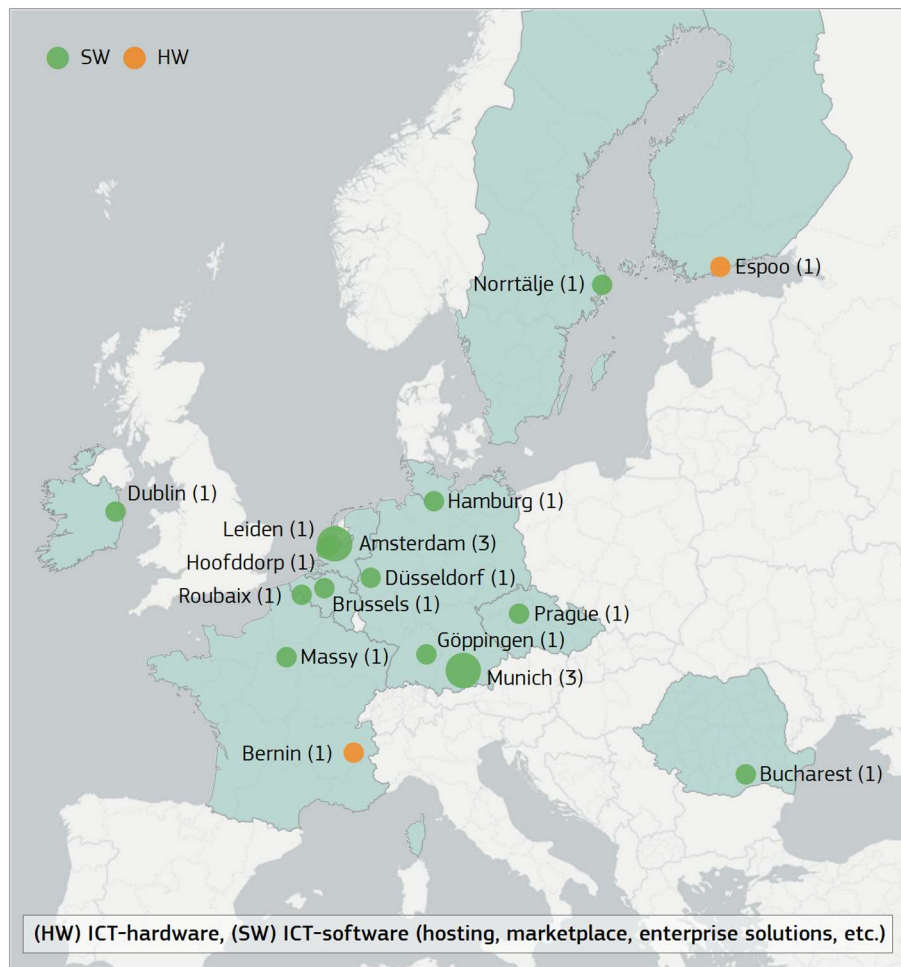 SW HW
Espoo (1)
Norrtälje (1)
Dublin (1)
Hamburg (1)
Leiden (1)
Amsterdam (3)
Hoofddorp (1)
Düsseldorf (1)
Roubaix (1)
Brussels (1)
Prague (1)
Göppingen (1)
Massy (1)
Munich (3)
Bernin (1)
Bucharest (1)
(HW) ICT-hardware, (SW) ICT-software (hosting, marketplace, enterprise solutions, etc.)